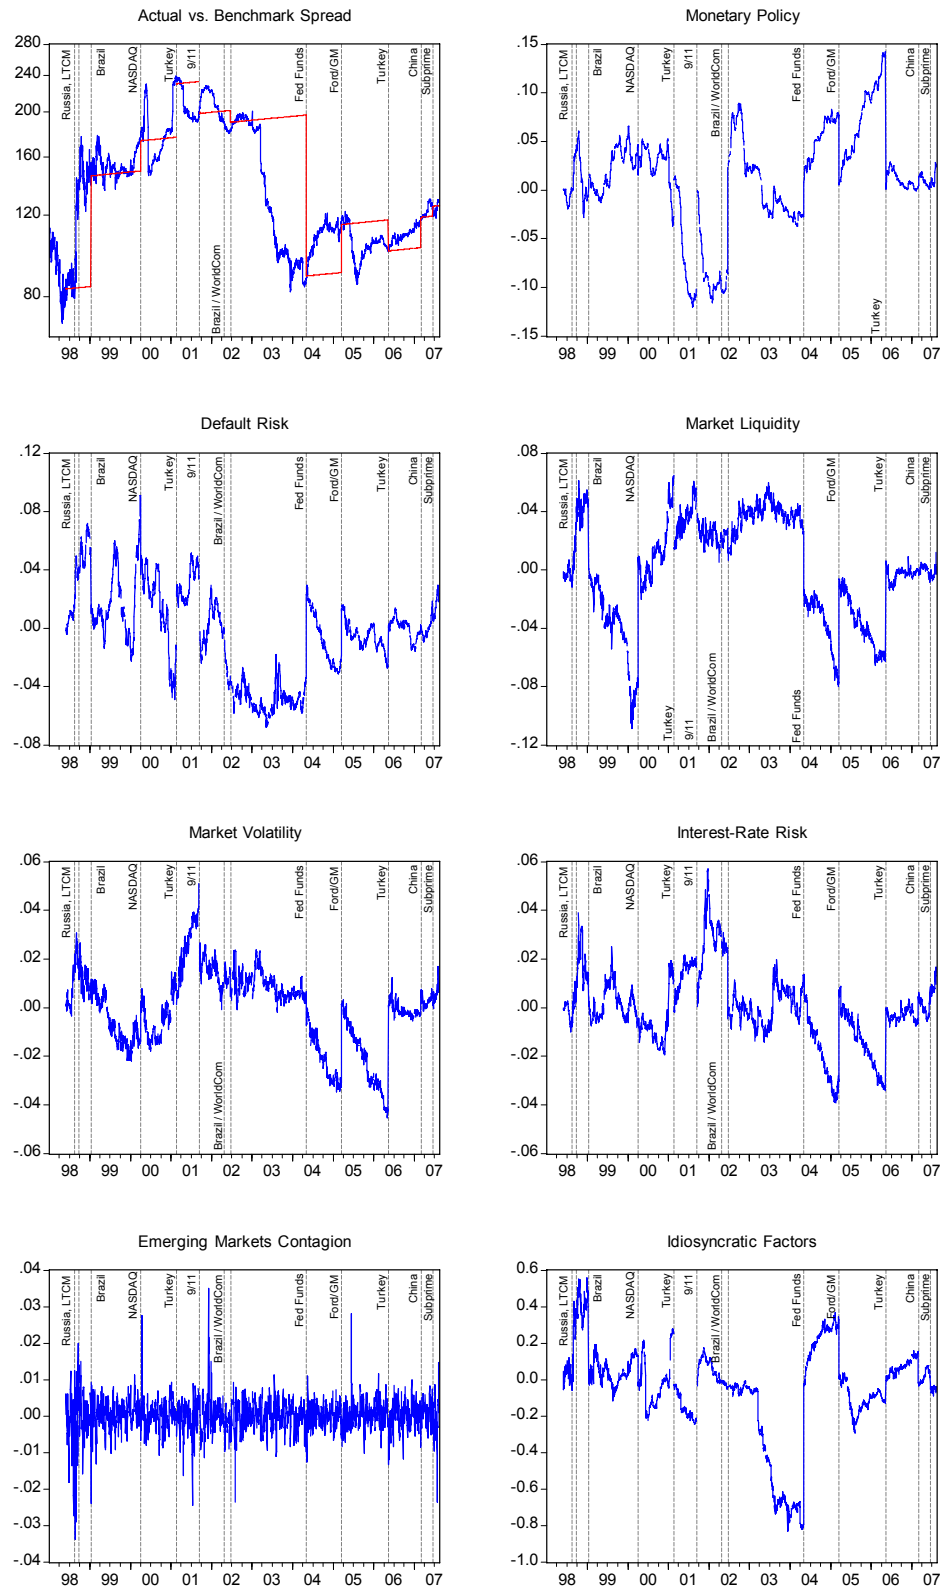 Actual vs. Benchmark Spread
280
240
200
160
120
80
Russia, LTCM
Brazil
NASDAQ
Turkey
9/11
Brazil / WorldCom
Fed Funds
Ford/GM
Turkey
China
Subprime
98 99 00 01 02 03 04 05 06 07
Monetary Policy
.15
.10
.05
.00
-.05
-.10
-.15
Russia, LTCM
Brazil
NASDAQ
Turkey
9/11
Brazil / WorldCom
Fed Funds
Ford/GM
Turkey
China
Subprime
98 99 00 01 02 03 04 05 06 07
Default Risk
.12
.08
.04
.00
-.04
-.08
Russia, LTCM
Brazil
NASDAQ
Turkey
9/11
Brazil / WorldCom
Fed Funds
Ford/GM
Turkey
China
Subprime
98 99 00 01 02 03 04 05 06 07
Market Liquidity
.08
.04
.00
-.04
-.08
-.12
Russia, LTCM
Brazil
NASDAQ
Turkey
9/11
Brazil / WorldCom
Fed Funds
Ford/GM
Turkey
China
Subprime
98 99 00 01 02 03 04 05 06 07
Market Volatility
.06
.04
.02
.00
-.02
-.04
-.06
Russia, LTCM
Brazil
NASDAQ
Turkey
9/11
Brazil / WorldCom
Fed Funds
Ford/GM
Turkey
China
Subprime
98 99 00 01 02 03 04 05 06 07
Interest-Rate Risk
.06
.04
.02
.00
-.02
-.04
-.06
Russia, LTCM
Brazil
NASDAQ
Turkey
9/11
Brazil / WorldCom
Fed Funds
Ford/GM
Turkey
China
Subprime
98 99 00 01 02 03 04 05 06 07
Emerging Markets Contagion
.04
.03
.02
.01
.00
-.01
-.02
-.03
-.04
Russia, LTCM
Brazil
NASDAQ
Turkey
9/11
Brazil / WorldCom
Fed Funds
Ford/GM
Turkey
China
Subprime
98 99 00 01 02 03 04 05 06 07
Idiosyncratic Factors
0.6
0.4
0.2
0.0
-0.2
-0.4
-0.6
-0.8
-1.0
Russia, LTCM
Brazil
NASDAQ
Turkey
9/11
Brazil / WorldCom
Fed Funds
Ford/GM
Turkey
China
Subprime
98 99 00 01 02 03 04 05 06 07